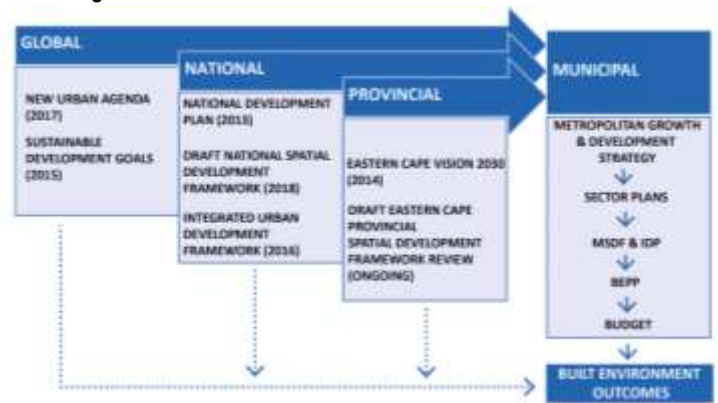 GLOBAL
NEW URBAN AGENDA
(2017)
SUSTAINABLE
DEVELOPMENT GOALS
(2015)
NATIONAL
NATIONAL DEVELOPMENT
PLAN (2013)
DRAFT NATIONAL SPATIAL
DEVELOPMENT
FRAMEWORK (2018)
INTEGRATED URBAN
DEVELOPMENT
FRAMEWORK (2016)
PROVINCIAL
EASTERN CAPE VISION 2030
(2014)
DRAFT EASTERN CAPE
PROVINCIAL
SPATIAL DEVELOPMENT
FRAMEWORK REVIEW
(ONGOING)
MUNICIPAL
METROPOLITAN GROWTH
& DEVELOPMENT
STRATEGY
SECTOR PLANS
MSDF & IDP
BEPP
BUDGET
BUILT ENVIRONMENT
OUTCOMES